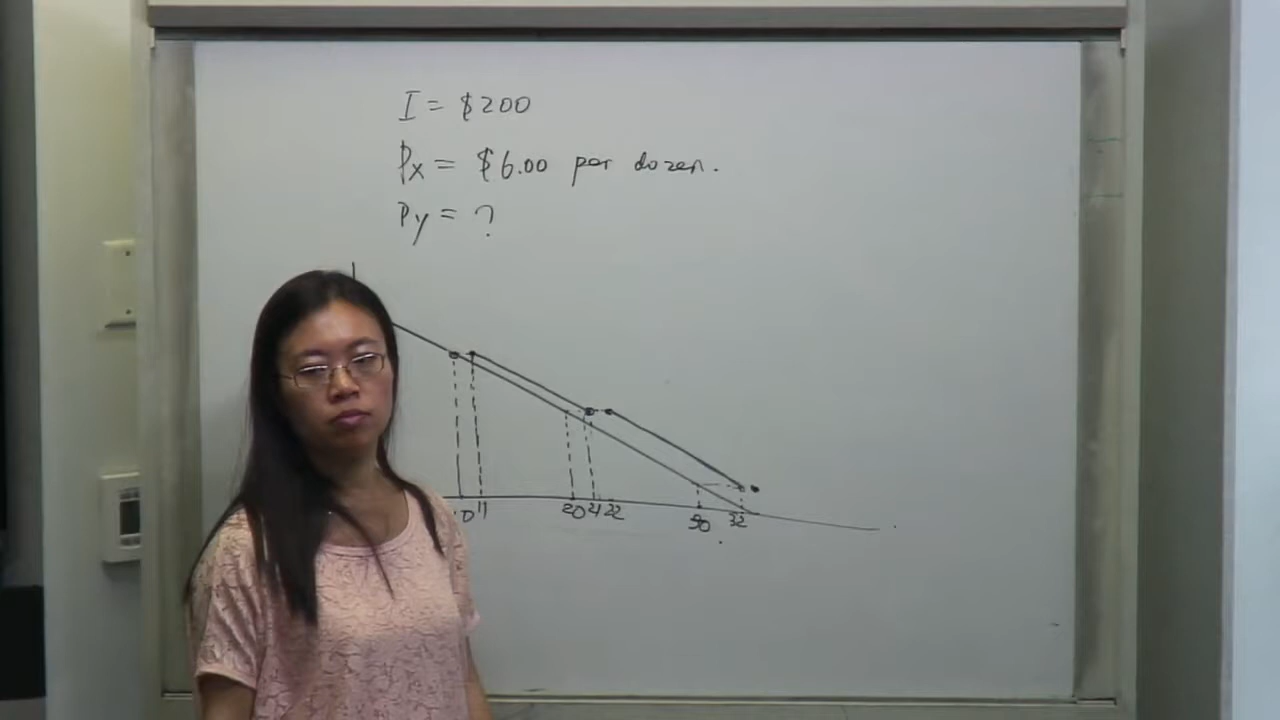 I = $200
Px = $6.00 per dozen.
Py = ?
11 20 21 22 30 32